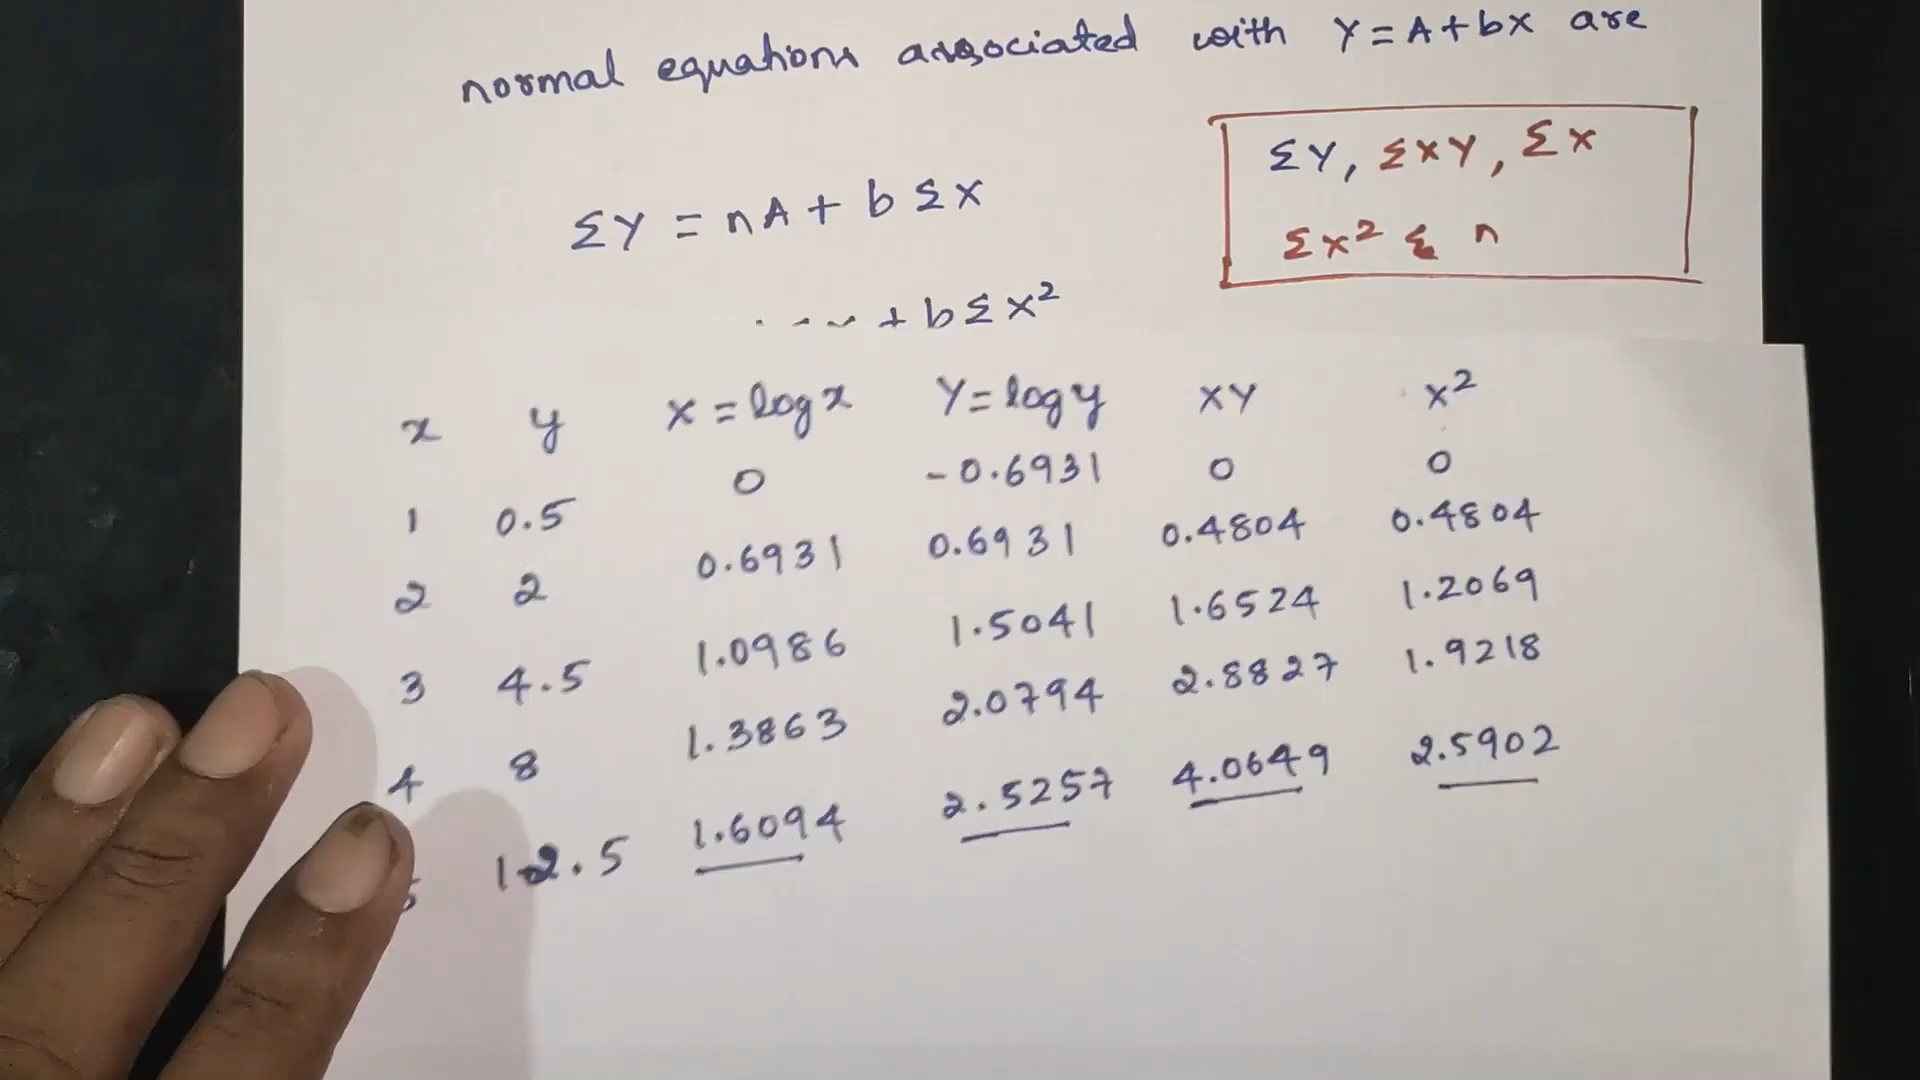 normal equations associated with Y = A + bX are
ΣY, ΣXY, ΣX
ΣX² & n
ΣY = nA + bΣX
+ bΣX²
x y X = log x Y = log y XY X²
1 0.5 0 -0.6931 0 0
2 2 0.6931 0.6931 0.4804 0.4804
3 4.5 1.0986 1.5041 1.6524 1.2069
4 8 1.3863 2.0794 2.8827 1.9218
5 12.5 1.6094 2.5257 4.0649 2.5902